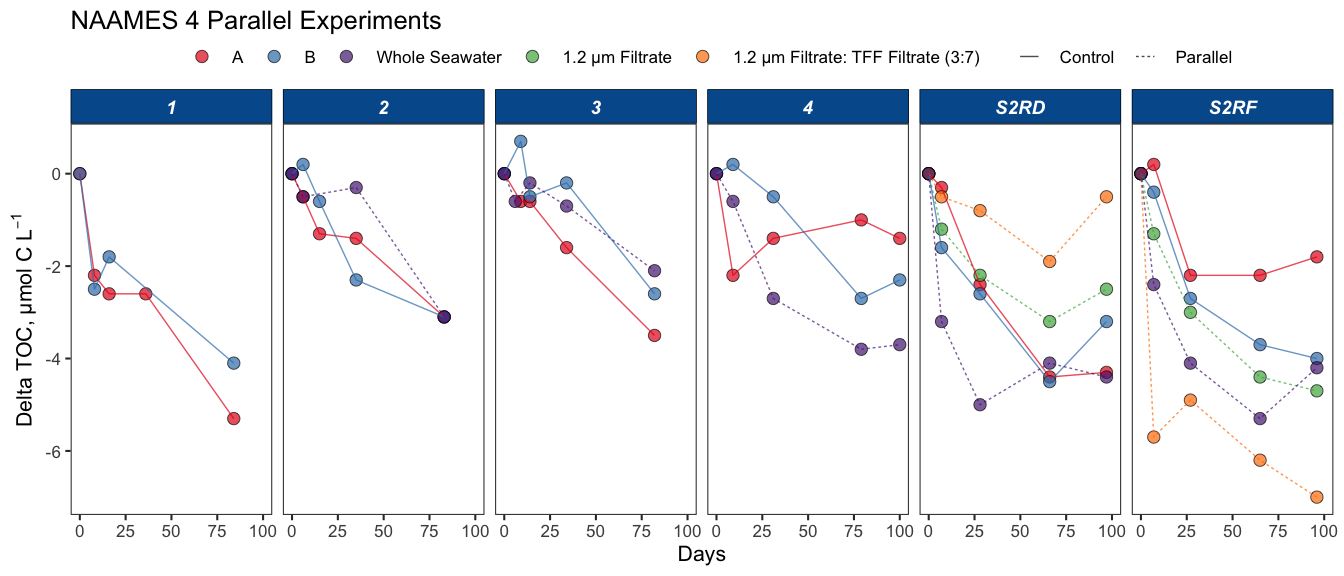 NAAMES 4 Parallel Experiments
A B Whole Seawater 1.2 μm Filtrate 1.2 μm Filtrate: TFF Filtrate (3:7) Control Parallel
1 2 3 4 S2RD S2RF
Delta TOC, μmol C L⁻¹
0
-2
-4
-6
0 25 50 75 100 0 25 50 75 100 0 25 50 75 100 0 25 50 75 100 0 25 50 75 100 0 25 50 75 100
Days